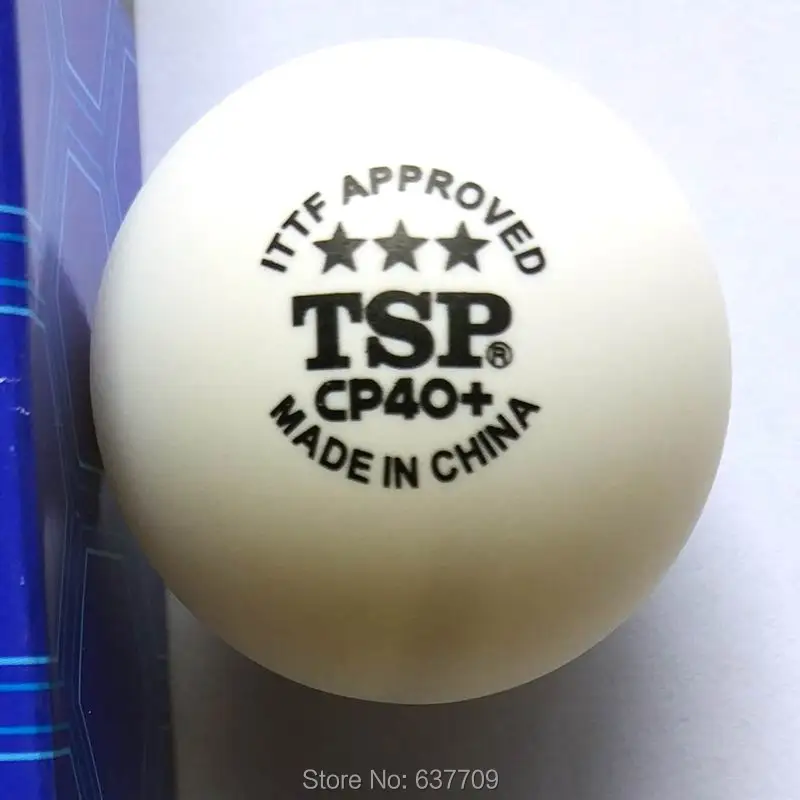 ITTF APPROVED
★★★
TSP®
CP40+
MADE IN CHINA
Store No: 637709